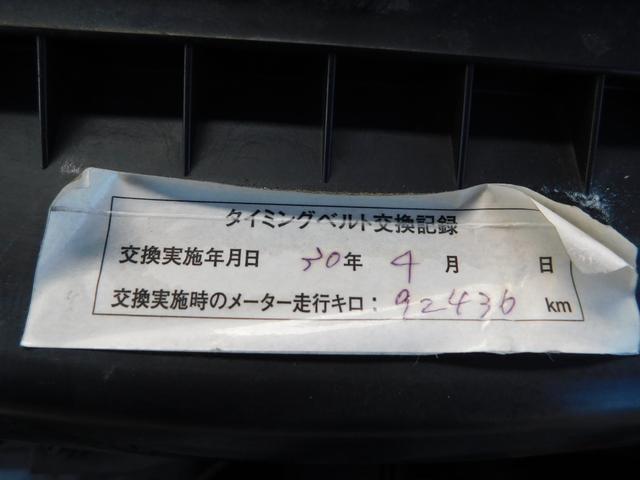 タイミングベルト交換記録
交換実施年月日 30年 4月 日
交換実施時のメーター走行キロ: 92436 km